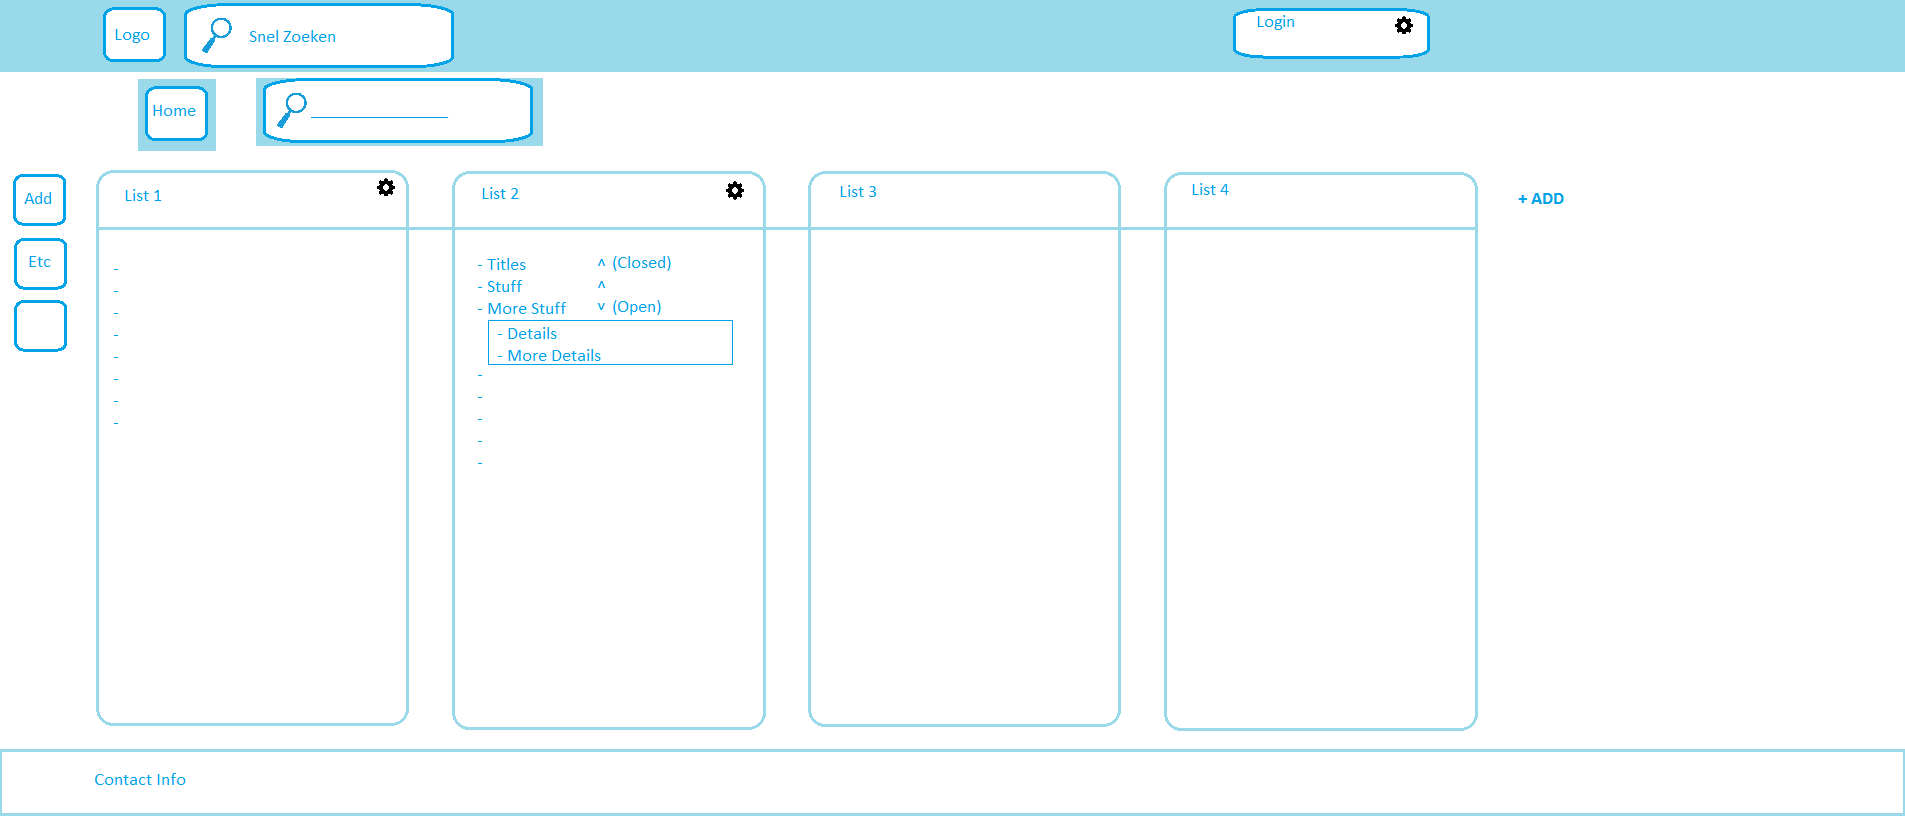 Logo
Snel Zoeken
Login
Home
Add
Etc
List 1
-
-
-
-
-
-
-
-
List 2
- Titles ^ (Closed)
- Stuff ^
- More Stuff v (Open)
- Details
- More Details
-
-
-
-
-
List 3
List 4
+ ADD
Contact Info